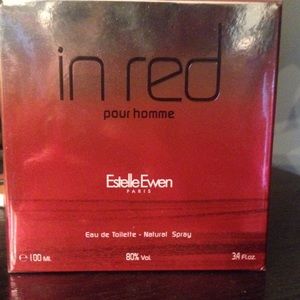 in red
pour homme
Estelle Ewen
PARIS
Eau de Toilette - Natural Spray
e 100 ML 80% Vol. 3.4 Fl.oz.